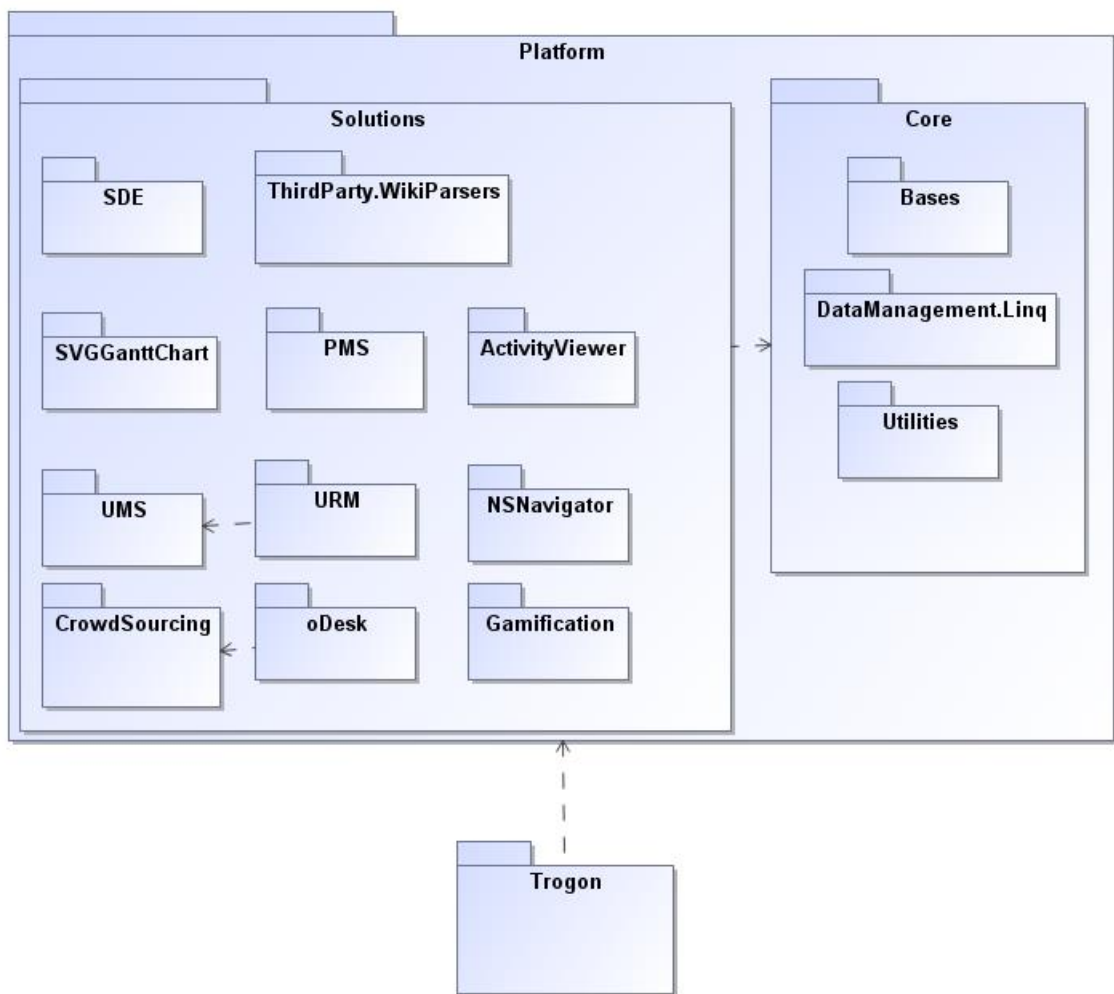 Platform
Solutions
Core
SDE
ThirdParty.WikiParsers
Bases
DataManagement.Linq
SVGGanttChart
PMS
ActivityViewer
Utilities
UMS
URM
NSNavigator
CrowdSourcing
oDesk
Gamification
Trogon